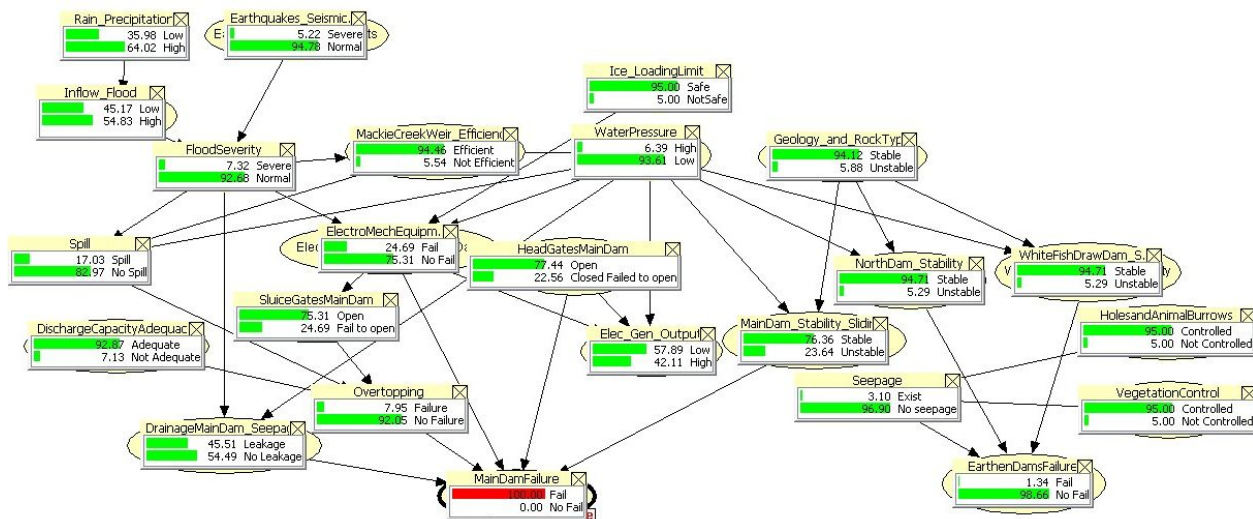 Rain_Precipitation
35.98 Low
64.02 High
Earthquakes_Seismic.
5.22 Severe
94.78 Normal
Ice_LoadingLimit
95.00 Safe
5.00 NotSafe
Inflow_Flood
45.17 Low
54.83 High
MackieCreekWeir_Efficienc
94.46 Efficient
5.54 Not Efficient
WaterPressure
6.39 High
93.61 Low
Geology_and_RockTyp
94.12 Stable
5.88 Unstable
FloodSeverity
7.32 Severe
92.68 Normal
Spill
17.03 Spill
82.97 No Spill
ElectroMechEquipm.
24.69 Fail
75.31 No Fail
HeadGatesMainDam
77.44 Open
22.56 Closed Failed to open
NorthDam_Stability
94.71 Stable
5.29 Unstable
WhiteFishDrawDam_S.
94.71 Stable
5.29 Unstable
SluiceGatesMainDam
75.31 Open
24.69 Fail to open
DischargeCapacityAdequac
92.87 Adequate
7.13 Not Adequate
Elec_Gen_Output
57.89 Low
42.11 High
MainDam_Stability_Slidin
76.36 Stable
23.64 Unstable
HolesandAnimalBurrows
95.00 Controlled
5.00 Not Controlled
Seepage
3.10 Exist
96.90 No seepage
VegetationControl
95.00 Controlled
5.00 Not Controlled
Overtopping
7.95 Failure
92.05 No Failure
DrainageMainDam_Seepag
45.51 Leakage
54.49 No Leakage
MainDamFailure
100.00 Fail
0.00 No Fail
EarthenDamsFailure
1.34 Fail
98.66 No Fail